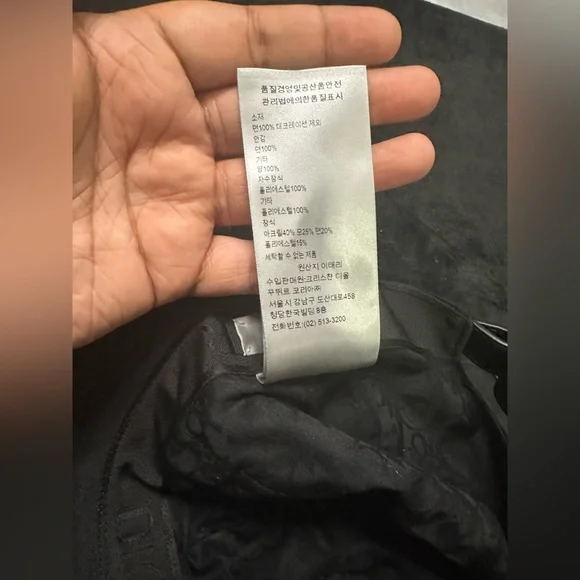 품질경영및공산품안전
관리법에의한품질표시
소재
면100% 데코레이션 제외
안감
면100%
기타
양100%
자수장식
폴리에스텔100%
기타
폴리에스텔100%
장식
아크릴40% 모25% 면20%
폴리에스텔15%
세탁할 수 없는 제품
원산지 이태리
수입판매원:크리스챤 디올
꾸뛰르 코리아㈜
서울시 강남구 도산대로458
청담한국빌딩 8층
전화번호:(02) 513-3200